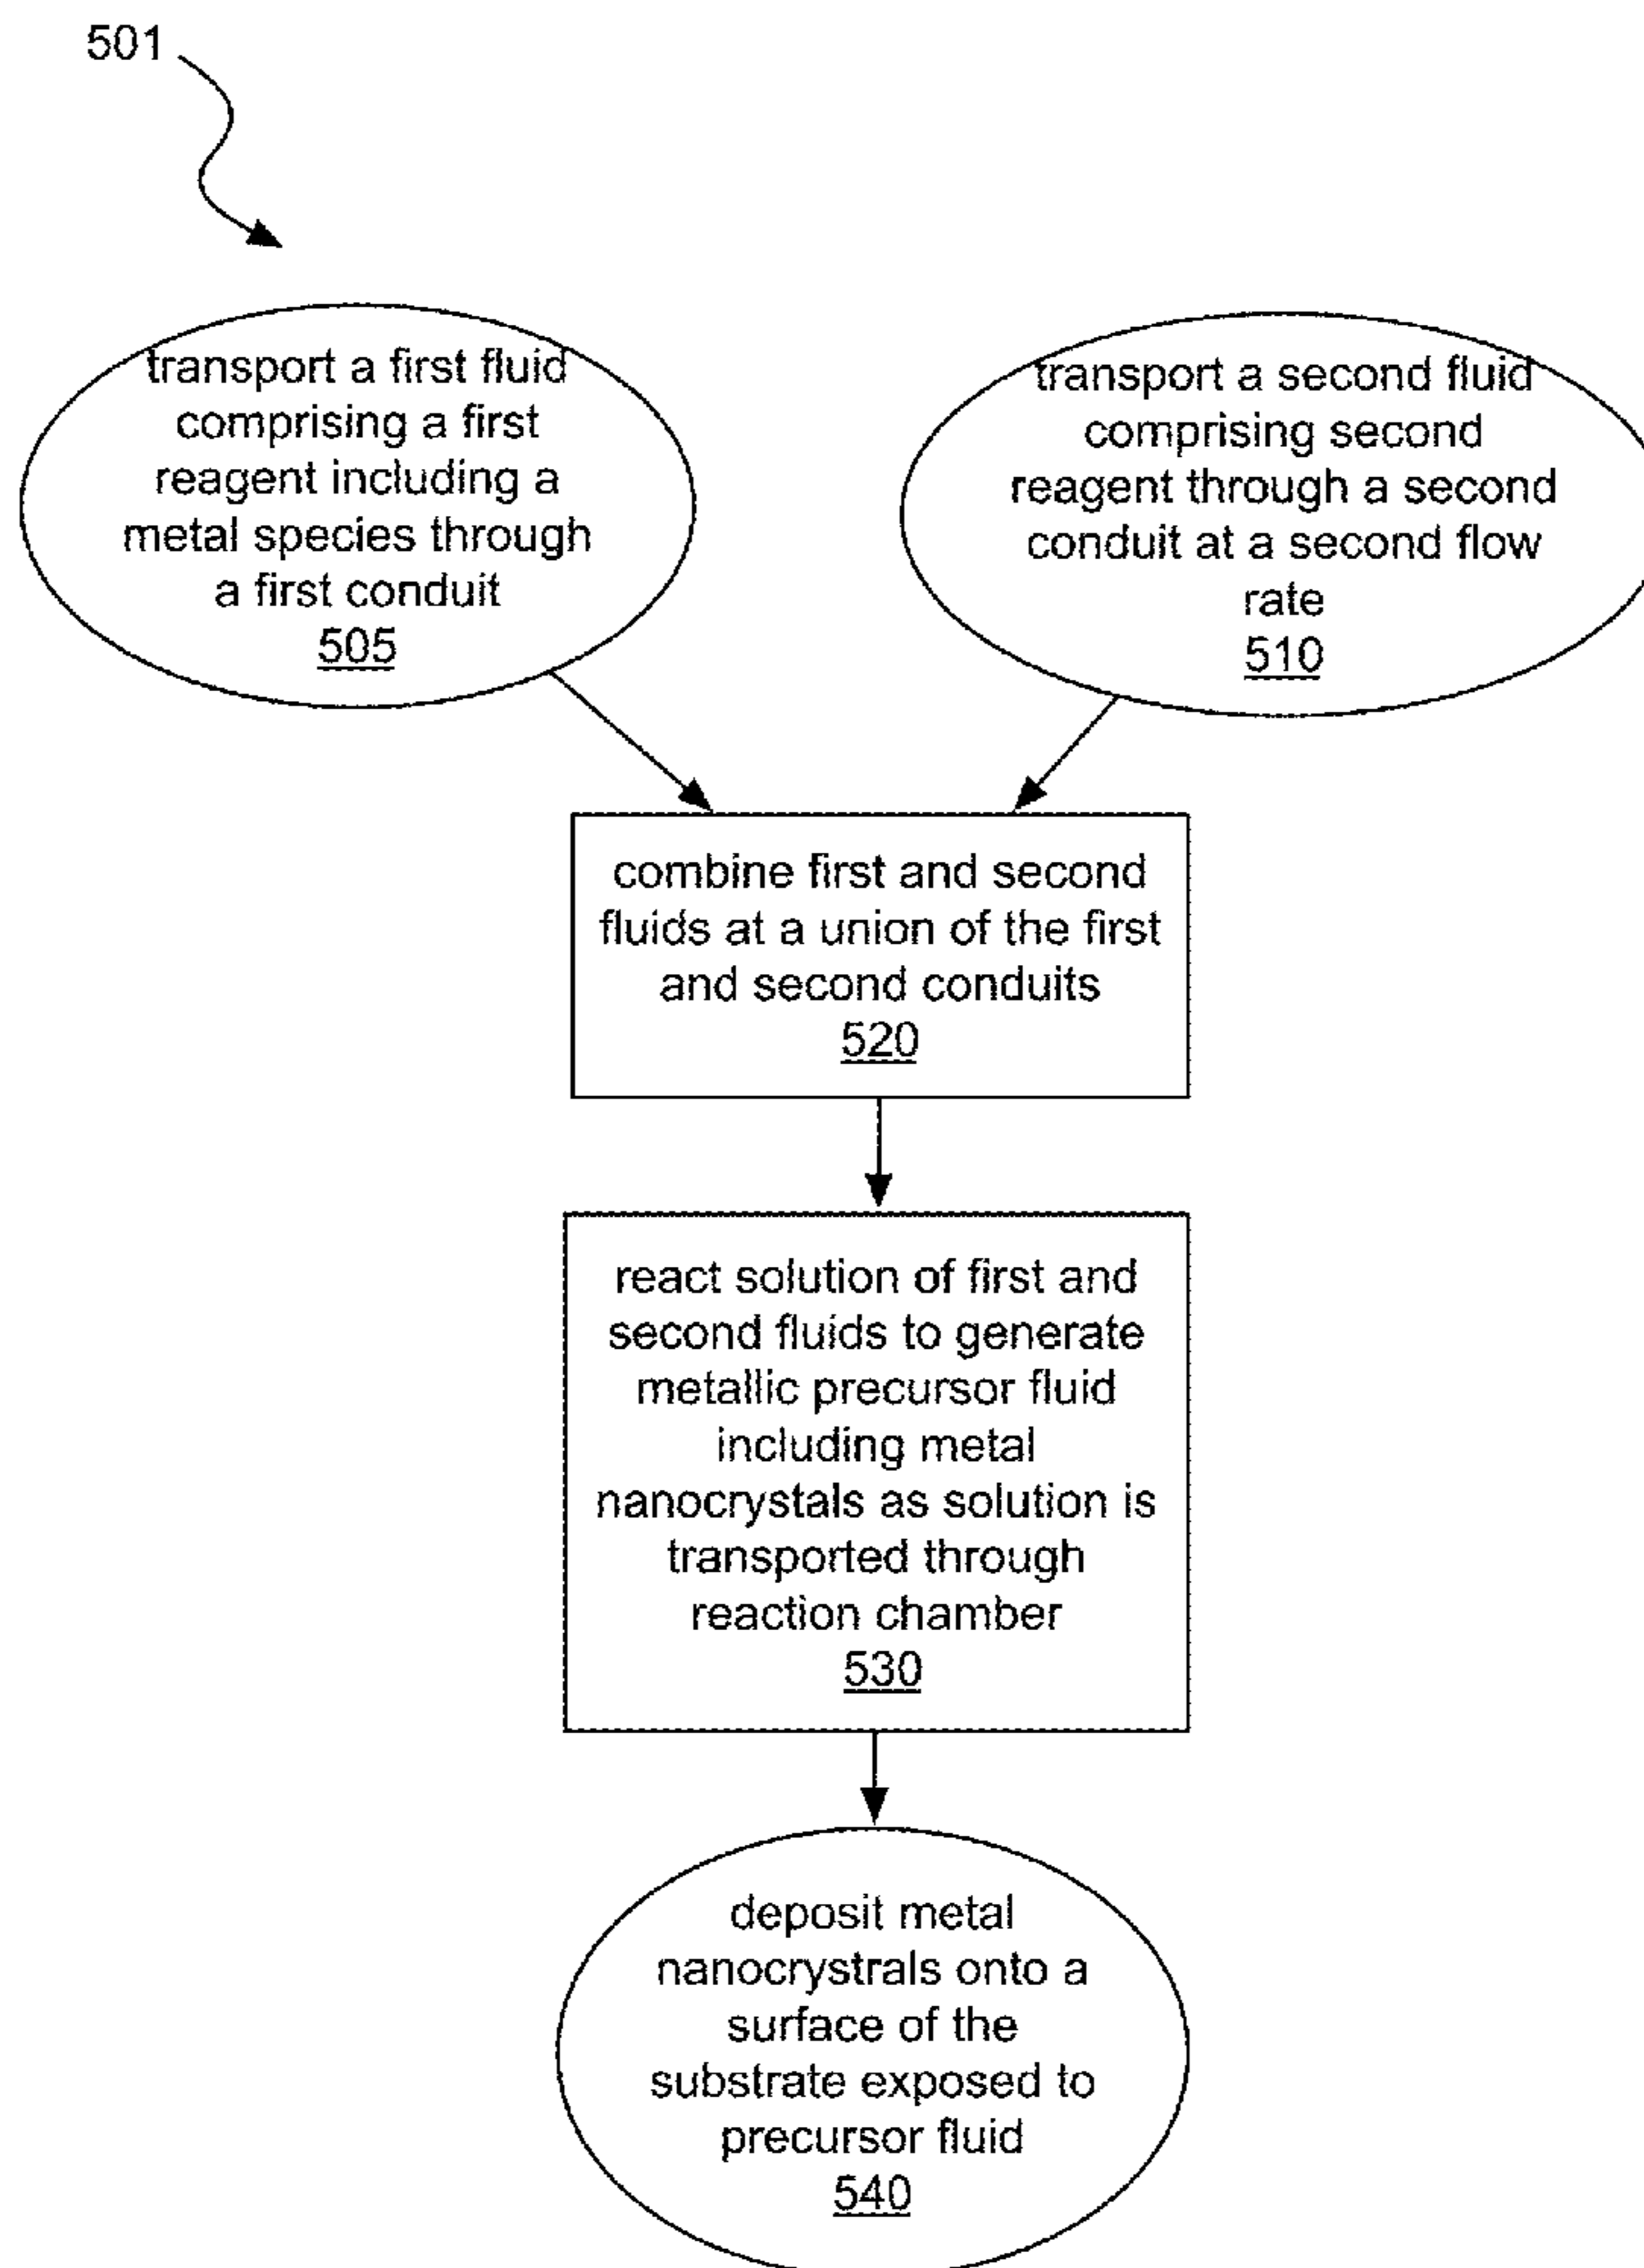 501
transport a first fluid
comprising a first
reagent including a
metal species through
a first conduit
505
transport a second fluid
comprising second
reagent through a second
conduit at a second flow
rate
510
combine first and second
fluids at a union of the first
and second conduits
520
react solution of first and
second fluids to generate
metallic precursor fluid
including metal
nanocrystals as solution is
transported through
reaction chamber
530
deposit metal
nanocrystrals onto a
surface of the
substrate exposed to
precursor fluid
540